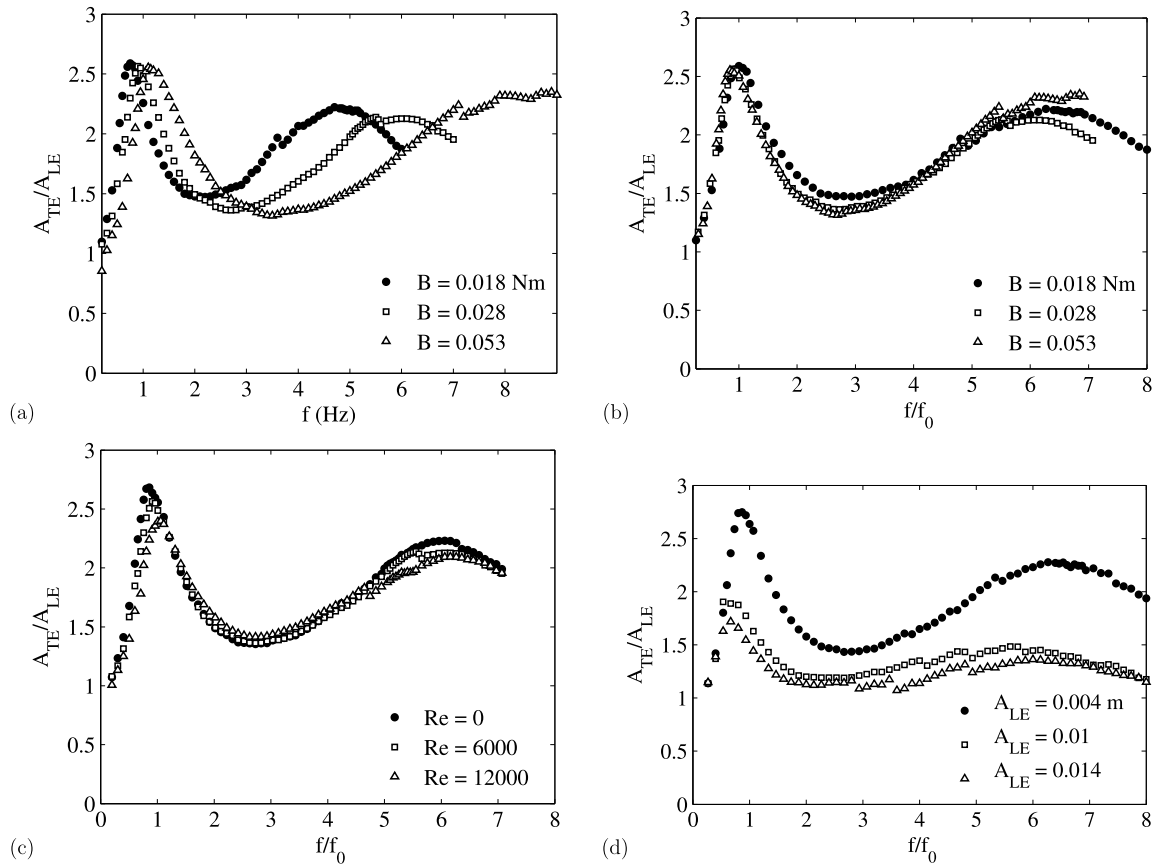 3
2.5
2
1.5
1
0.5
0
A_TE/A_LE
B = 0.018 Nm
B = 0.028
B = 0.053
1 2 3 4 5 6 7 8
f (Hz)
(a)
3
2.5
2
1.5
1
0.5
0
A_TE/A_LE
B = 0.018 Nm
B = 0.028
B = 0.053
1 2 3 4 5 6 7 8
f/f_0
(b)
3
2.5
2
1.5
1
0.5
0
A_TE/A_LE
Re = 0
Re = 6000
Re = 12000
0 1 2 3 4 5 6 7 8
f/f_0
(c)
3
2.5
2
1.5
1
0.5
0
A_TE/A_LE
A_LE = 0.004 m
A_LE = 0.01
A_LE = 0.014
0 1 2 3 4 5 6 7 8
f/f_0
(d)